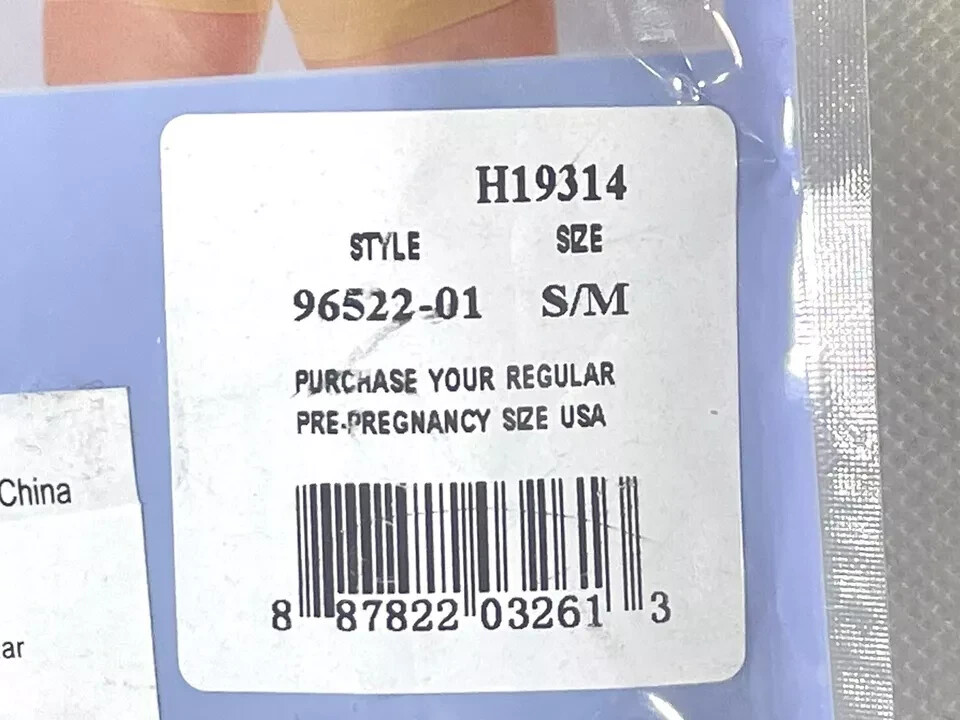 H19314
STYLE SIZE
96522-01 S/M
PURCHASE YOUR REGULAR
PRE-PREGNANCY SIZE USA
8 87822 03261 3
China
ar